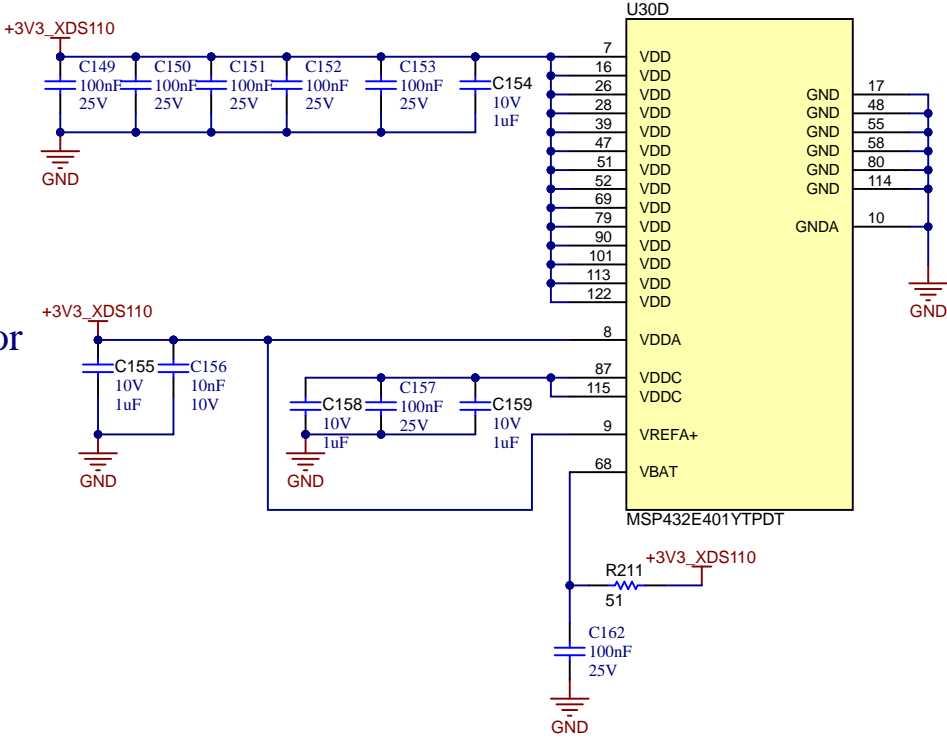 U30D
+3V3_XDS110
C149
100nF
25V
C150
100nF
25V
C151
100nF
25V
C152
100nF
25V
C153
100nF
25V
C154
10V
1uF
GND
7 VDD
16 VDD
26 VDD
28 VDD
39 VDD
47 VDD
51 VDD
52 VDD
69 VDD
79 VDD
90 VDD
101 VDD
113 VDD
122 VDD
GND 17
GND 48
GND 55
GND 58
GND 80
GND 114
GNDA 10
GND
+3V3_XDS110
or
8 VDDA
C155
10V
1uF
C156
10nF
10V
GND
87 VDDC
115 VDDC
C158
10V
1uF
C157
100nF
25V
C159
10V
1uF
GND
9 VREFA+
68 VBAT
MSP432E401YTPDT
+3V3_XDS110
R211
51
C162
100nF
25V
GND